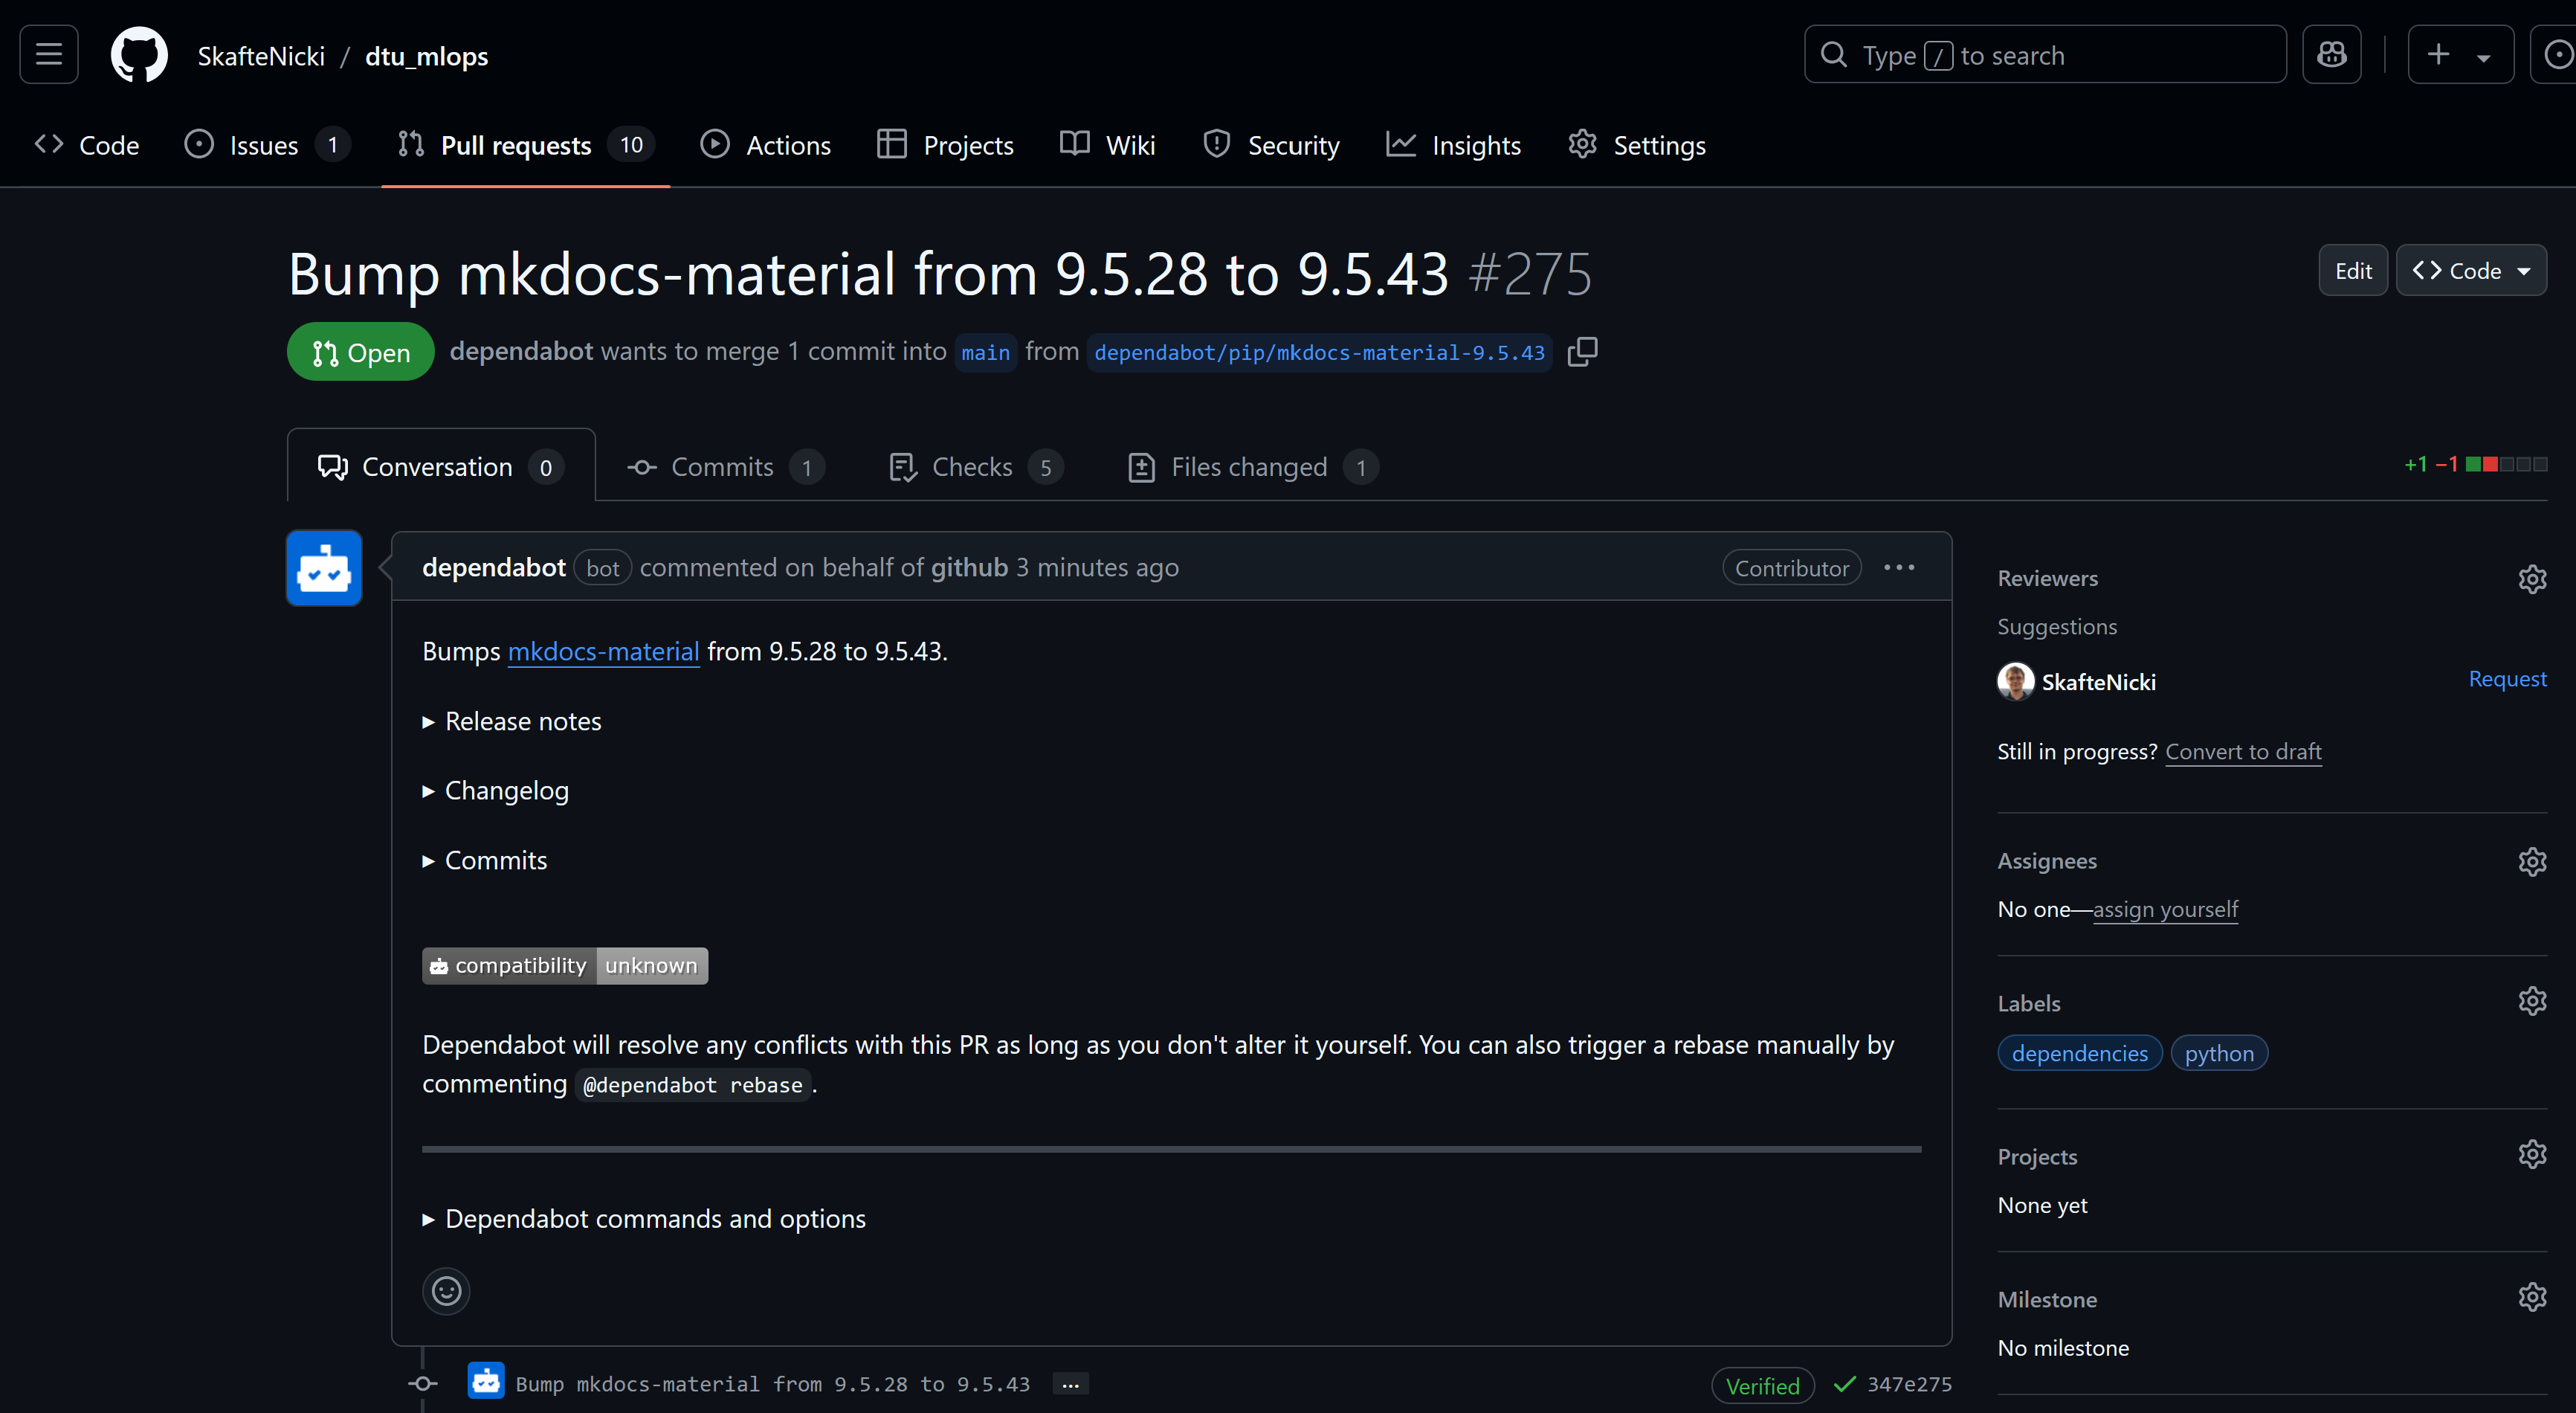 SkafteNicki / dtu_mlops
Type / to search
Code
Issues 1
Pull requests 10
Actions
Projects
Wiki
Security
Insights
Settings
Bump mkdocs-material from 9.5.28 to 9.5.43 #275
Edit
Code
Open
dependabot wants to merge 1 commit into main from dependabot/pip/mkdocs-material-9.5.43
Conversation 0
Commits 1
Checks 5
Files changed 1
+1 −1
dependabot bot commented on behalf of github 3 minutes ago
Contributor
Bumps mkdocs-material from 9.5.28 to 9.5.43.
Release notes
Changelog
Commits
compatibility unknown
Dependabot will resolve any conflicts with this PR as long as you don't alter it yourself. You can also trigger a rebase manually by
commenting @dependabot rebase.
Dependabot commands and options
Bump mkdocs-material from 9.5.28 to 9.5.43 ...
Verified
347e275
Reviewers
Suggestions
SkafteNicki
Request
Still in progress? Convert to draft
Assignees
No one—assign yourself
Labels
dependencies python
Projects
None yet
Milestone
No milestone